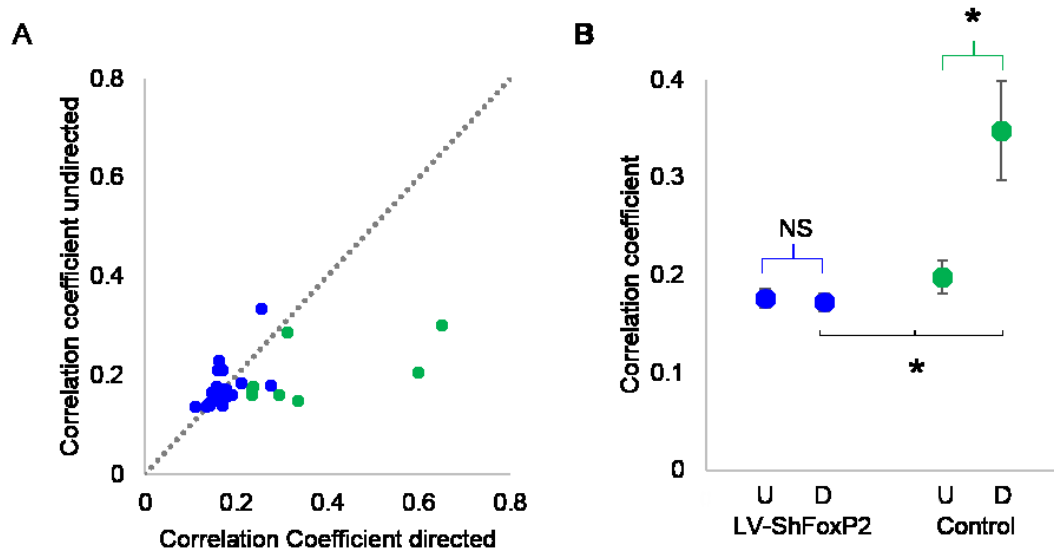 A
Correlation coefficient undirected
0.8
0.6
0.4
0.2
0
0
0.2
0.4
0.6
0.8
Correlation Coefficient directed
B
Correlation coefficient
0.4
0.3
0.2
0.1
0
NS
*
*
U D U D
LV-ShFoxP2 Control